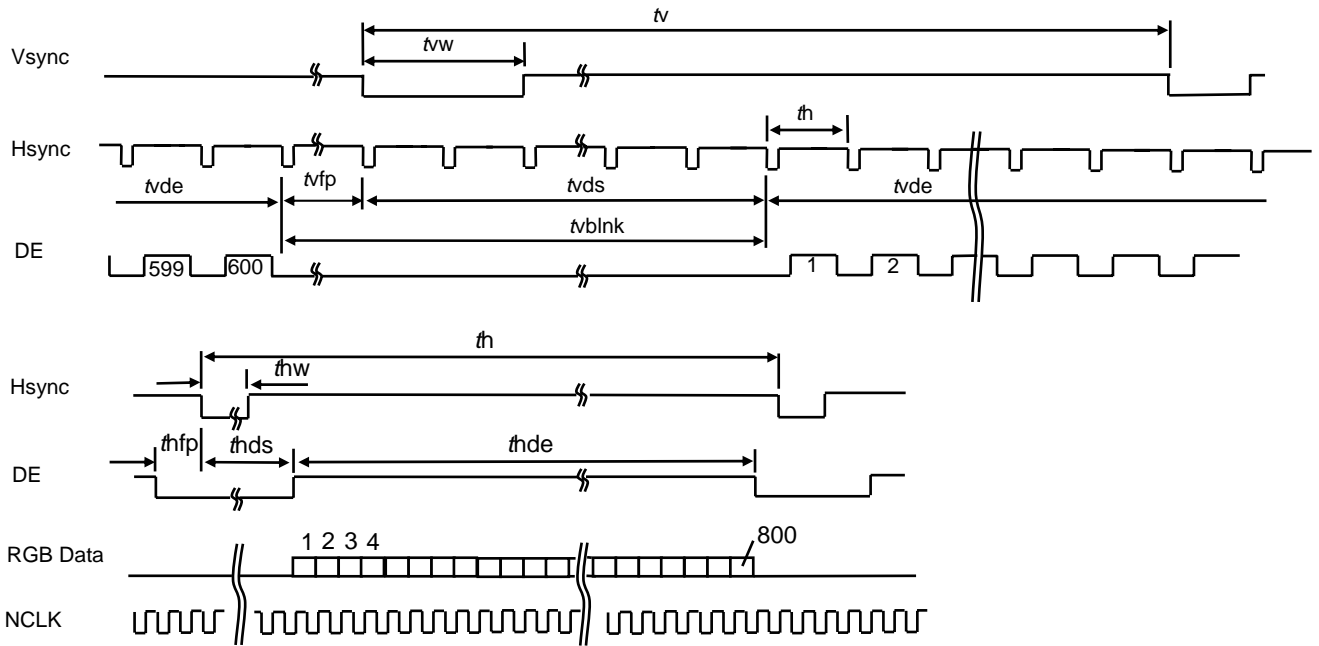 tv
tvw
Vsync
th
Hsync
tvde
tvfp
tvds
tvde
tvblnk
DE
599
600
1
2
th
thw
Hsync
thfp
thds
thde
DE
1 2 3 4
800
RGB Data
NCLK